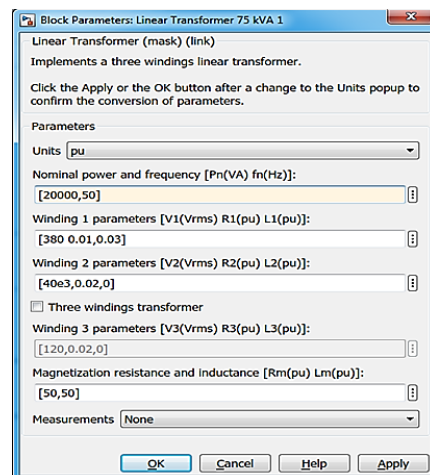 Block Parameters: Linear Transformer 75 kVA 1
Linear Transformer (mask) (link)
Implements a three windings linear transformer.
Click the Apply or the OK button after a change to the Units popup to
confirm the conversion of parameters.
Parameters
Units pu
Nominal power and frequency [Pn(VA) fn(Hz)]:
[20000,50]
Winding 1 parameters [V1(Vrms) R1(pu) L1(pu)]:
[380 0.01,0.03]
Winding 2 parameters [V2(Vrms) R2(pu) L2(pu)]:
[40e3,0.02,0]
Three windings transformer
Winding 3 parameters [V3(Vrms) R3(pu) L3(pu)]:
[120,0.02,0]
Magnetization resistance and inductance [Rm(pu) Lm(pu)]:
[50,50]
Measurements None
OK Cancel Help Apply